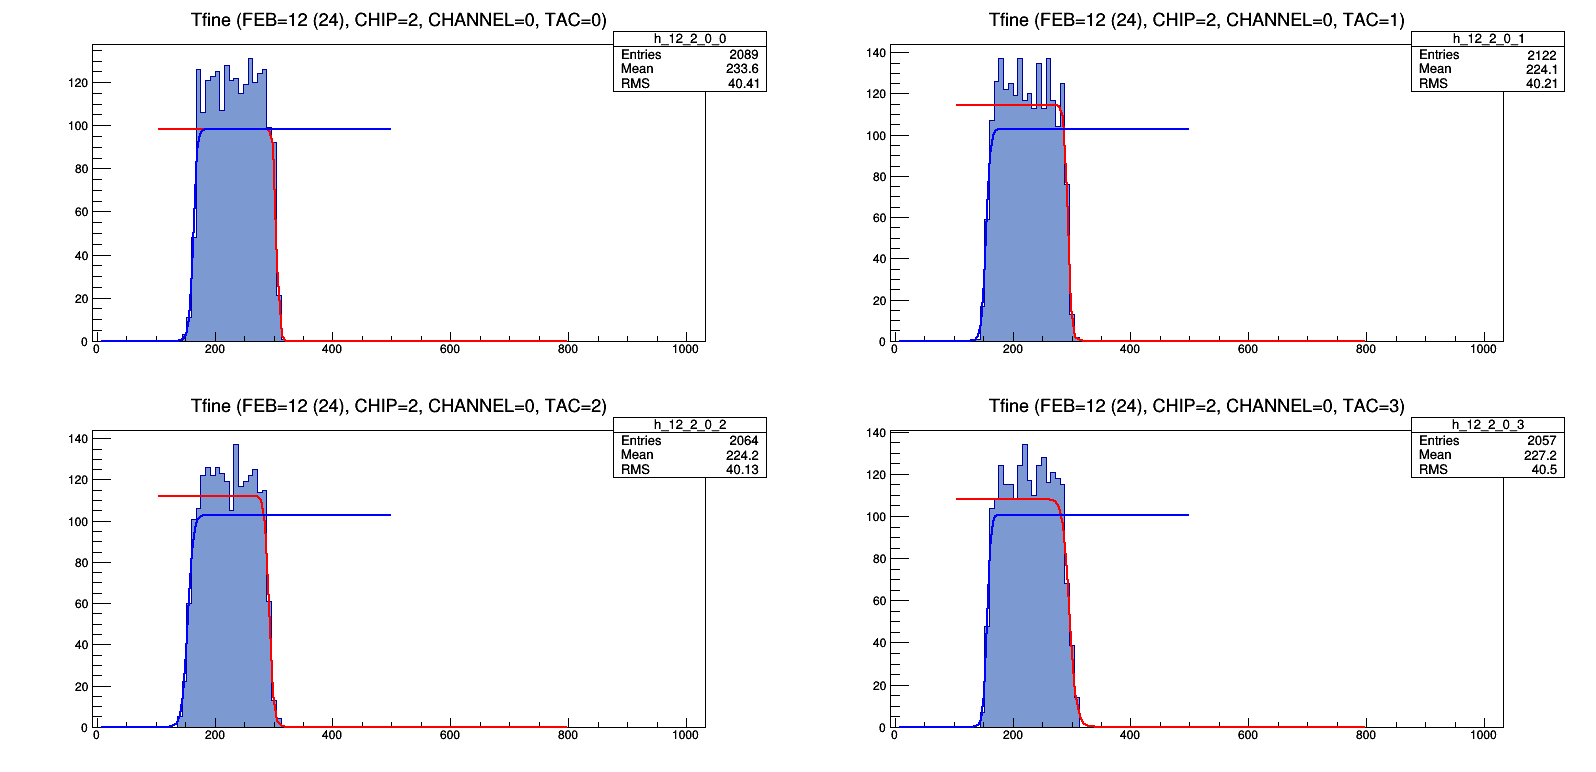 Tfine (FEB=12 (24), CHIP=2, CHANNEL=0, TAC=0)
h_12_2_0_0
Entries 2089
Mean 233.6
RMS 40.41
120
100
80
60
40
20
0
0 200 400 600 800 1000
Tfine (FEB=12 (24), CHIP=2, CHANNEL=0, TAC=1)
h_12_2_0_1
Entries 2122
Mean 224.1
RMS 40.21
140
120
100
80
60
40
20
0
0 200 400 600 800 1000
Tfine (FEB=12 (24), CHIP=2, CHANNEL=0, TAC=2)
h_12_2_0_2
Entries 2064
Mean 224.2
RMS 40.13
140
120
100
80
60
40
20
0
0 200 400 600 800 1000
Tfine (FEB=12 (24), CHIP=2, CHANNEL=0, TAC=3)
h_12_2_0_3
Entries 2057
Mean 227.2
RMS 40.5
140
120
100
80
60
40
20
0
0 200 400 600 800 1000